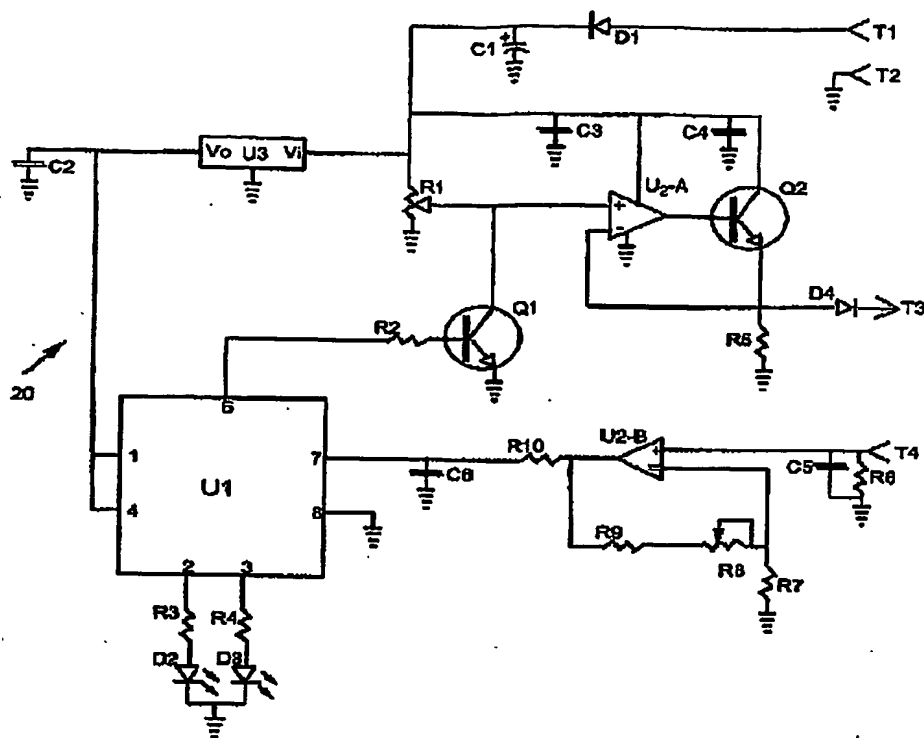 C1
+
D1
T1
T2
C2
Vo U3 Vi
C3
C4
R1
U2-A
Q2
+
-
Q1
D4
T3
R2
R5
20
6
1
U1
7
4
8
2
3
C6
R10
U2-B
+
C5
T4
R6
R9
R8
R7
R3
R4
D2
D3